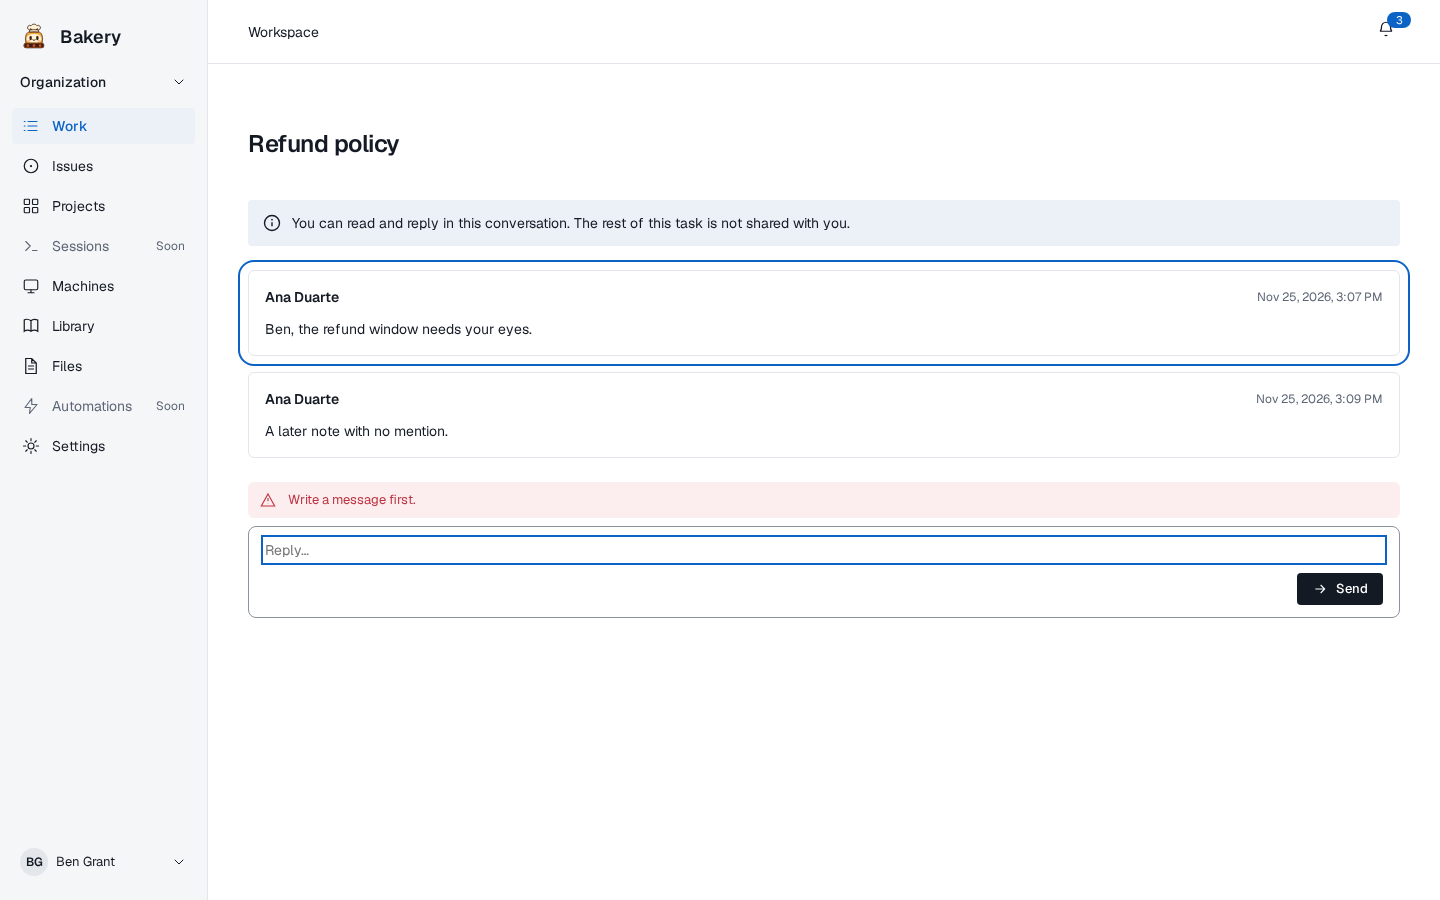 Bakery
Organization
Work
Issues
Projects
Sessions Soon
Machines
Library
Files
Automations Soon
Settings
BG Ben Grant
Workspace
3
Refund policy
You can read and reply in this conversation. The rest of this task is not shared with you.
Ana Duarte Nov 25, 2026, 3:07 PM
Ben, the refund window needs your eyes.
Ana Duarte Nov 25, 2026, 3:09 PM
A later note with no mention.
Write a message first.
Reply...
Send